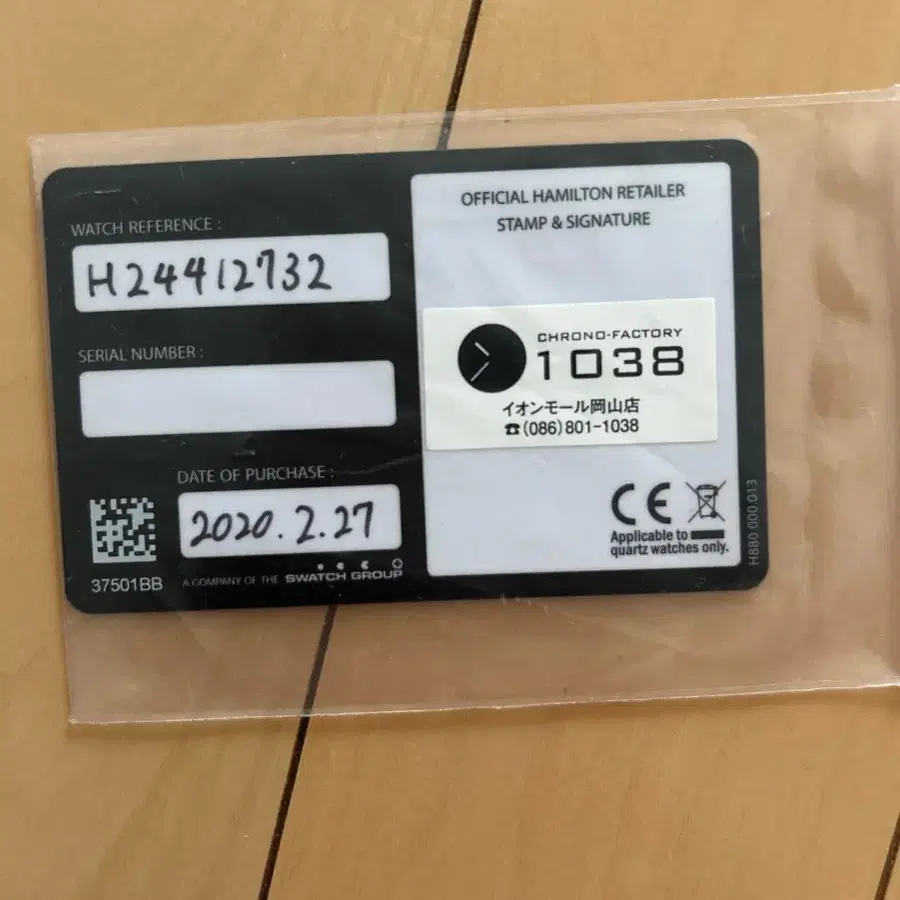 WATCH REFERENCE :
H24412732
SERIAL NUMBER :
DATE OF PURCHASE :
2020.2.27
37501BB
A COMPANY OF THE SWATCH GROUP
OFFICIAL HAMILTON RETAILER
STAMP & SIGNATURE
CHRONO-FACTORY
1038
イオンモール岡山店
☎(086)801-1038
CE
Applicable to
quartz watches only.
H880.000.013